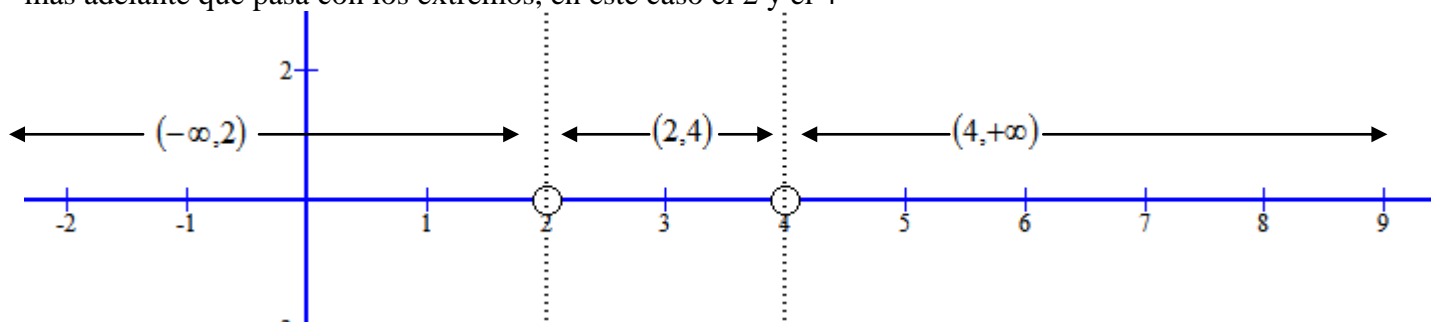 más adelante que pasa con los extremos, en este caso el 2 y el 4
2
(−∞,2) (2,4) (4,+∞)
-2 -1 1 2 3 4 5 6 7 8 9